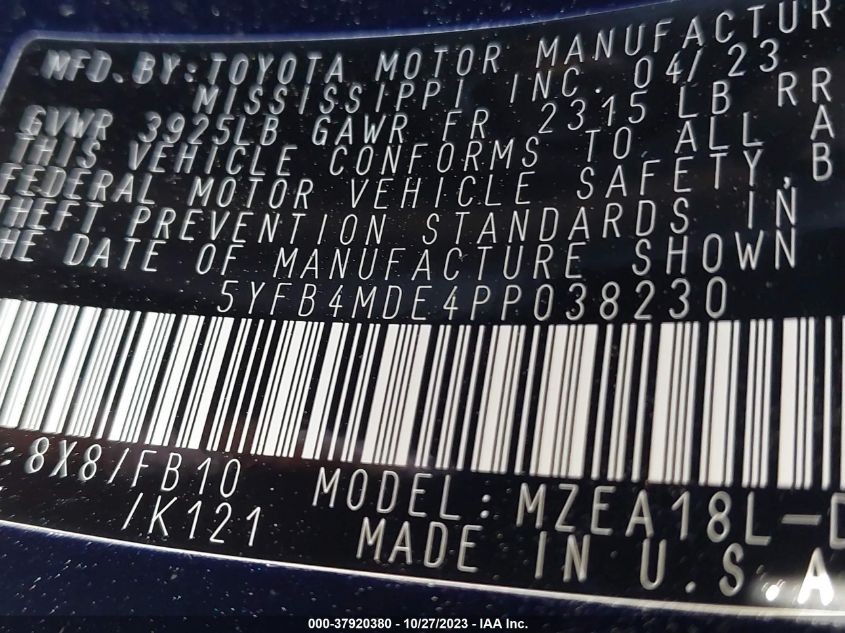 MFD. BY: TOYOTA MOTOR MANUFACTUR
MISSISSIPPI INC. 04/23
GVWR 3925LB GAWR FR 2315 LB RR
THIS VEHICLE CONFORMS TO ALL A
FEDERAL MOTOR VEHICLE SAFETY, B
THEFT PREVENTION STANDARDS IN
HE DATE OF MANUFACTURE SHOWN
5YFB4MDE4PP038230
: 8X8/FB10 MODEL: MZEA18L-D
/K121 MADE IN U.S.A
000-37920380 - 10/27/2023 - IAA Inc.